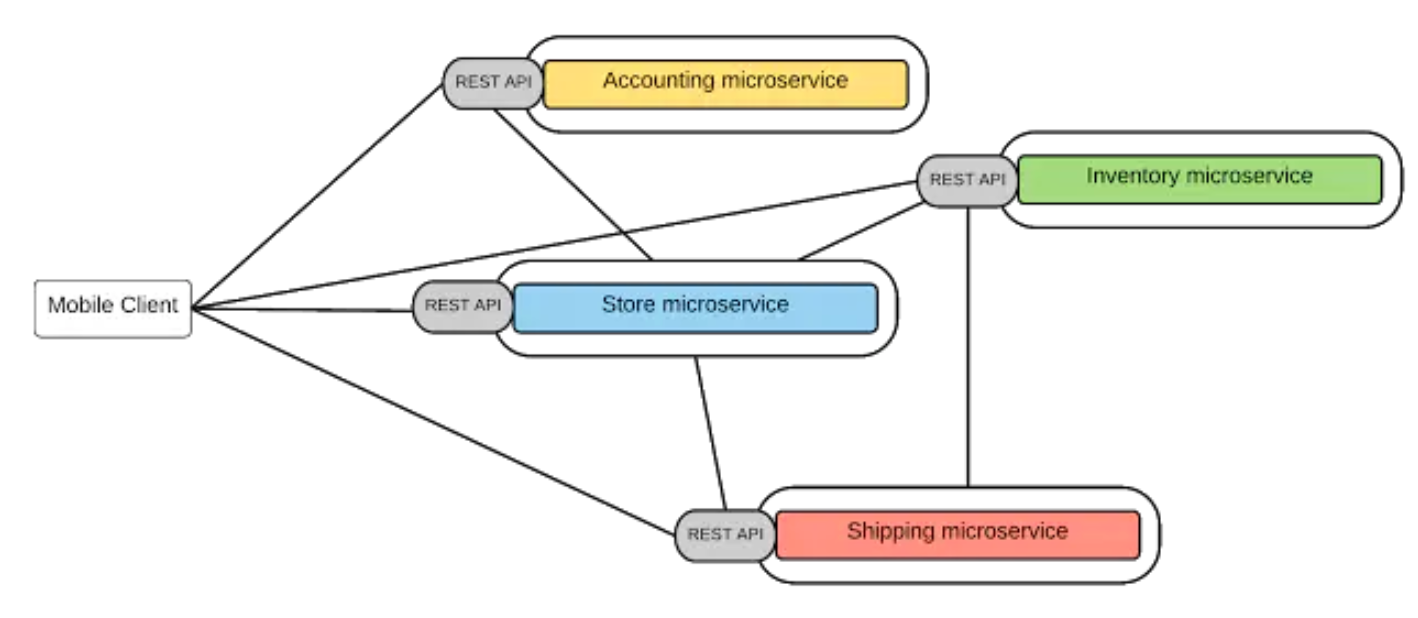 REST API
Accounting microservice
REST API
Inventory microservice
Mobile Client
REST API
Store microservice
REST API
Shipping microservice